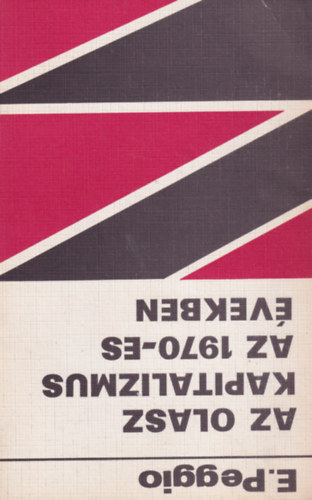 E. Peggio
AZ OLASZ
KAPITALIZMUS
AZ 1970-ES
ÉVEKBEN